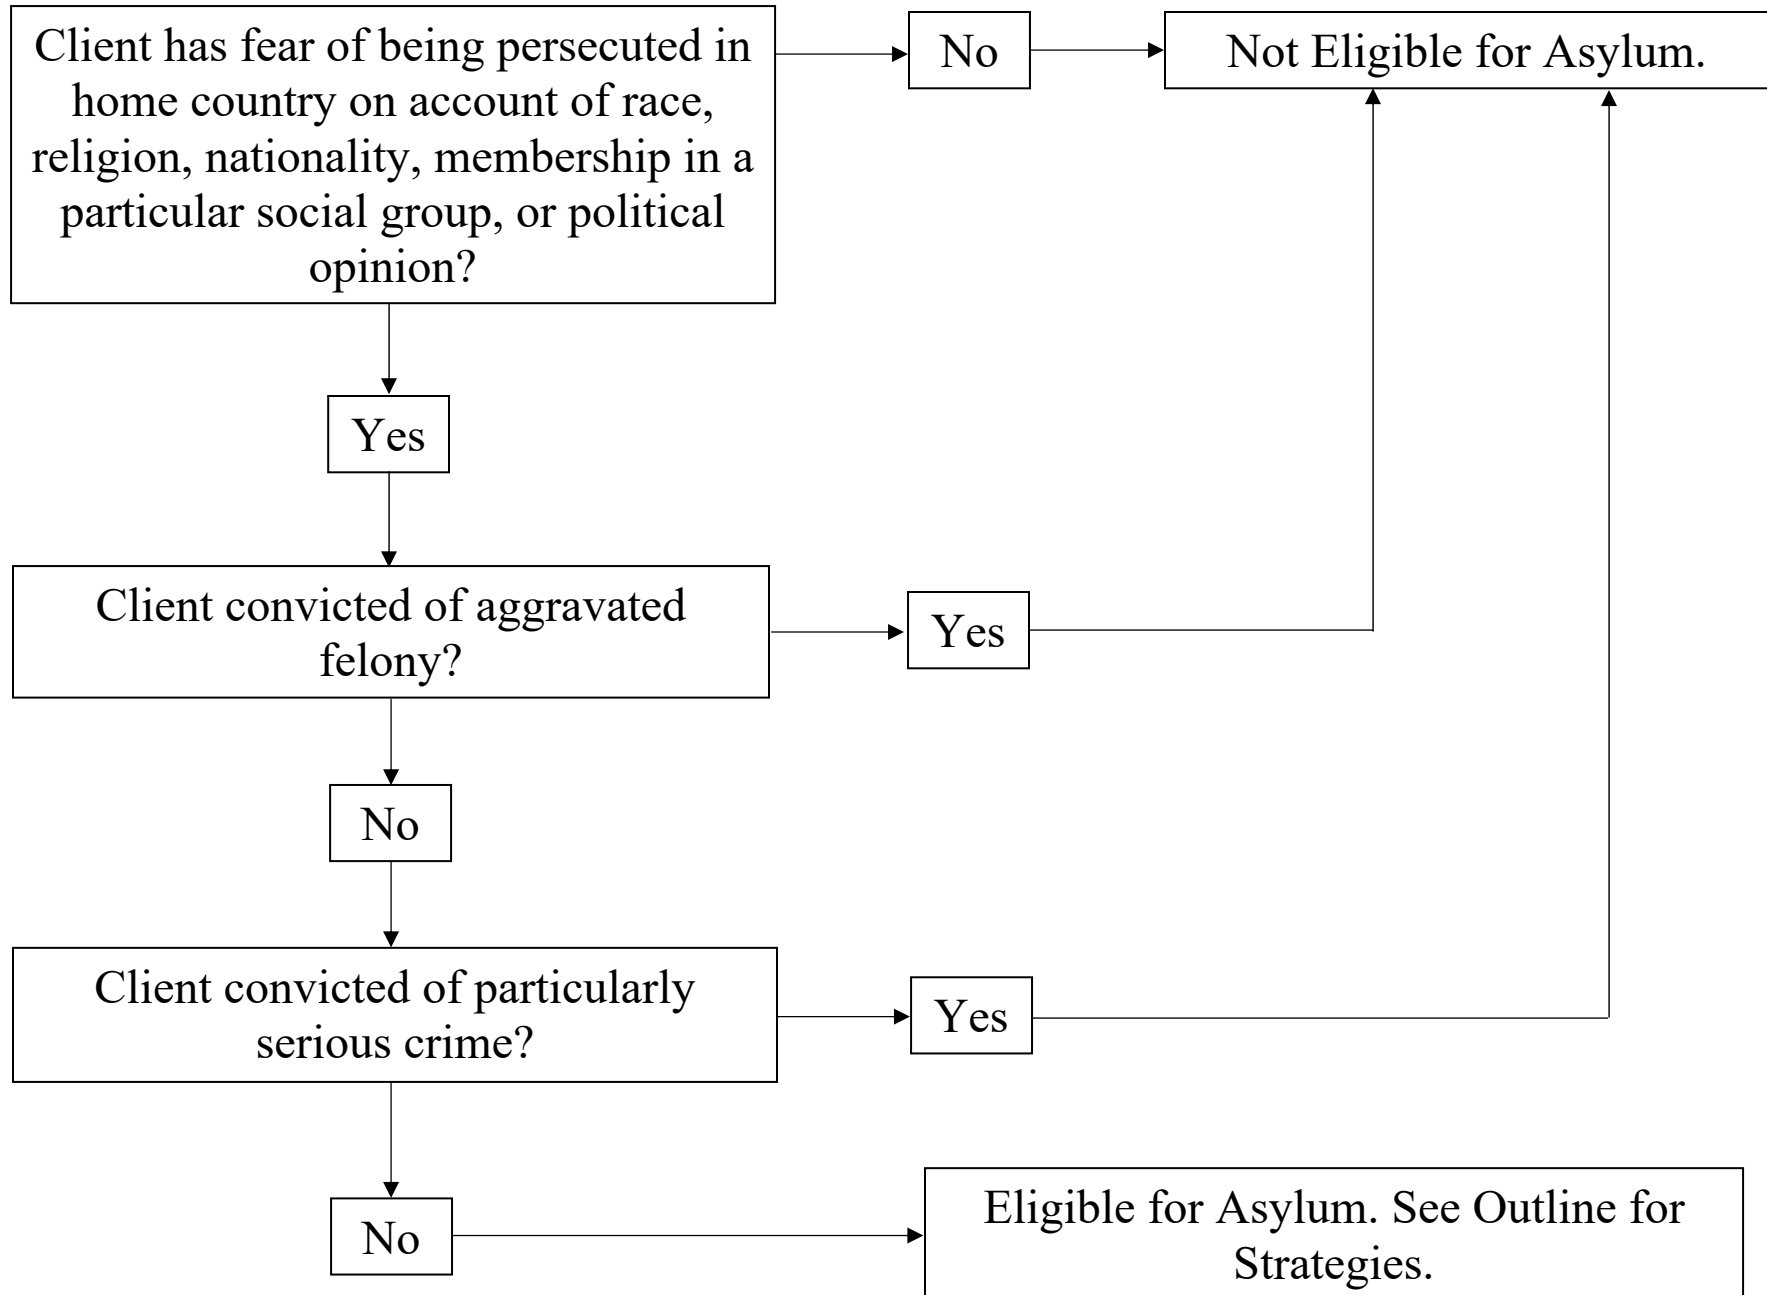 Client has fear of being persecuted in
home country on account of race,
religion, nationality, membership in a
particular social group, or political
opinion?
No
Not Eligible for Asylum.
Yes
Client convicted of aggravated
felony?
Yes
No
Client convicted of particularly
serious crime?
Yes
No
Eligible for Asylum. See Outline for
Strategies.